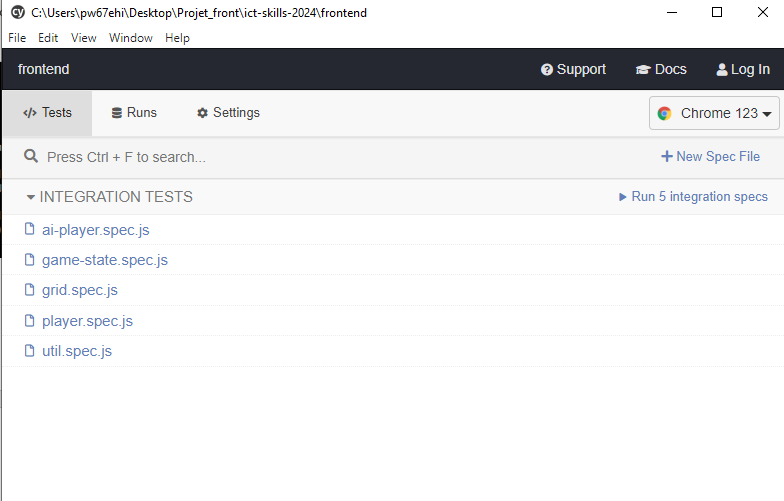 cy C:\Users\pw67ehi\Desktop\Projet_front\ict-skills-2024\frontend
File Edit View Window Help
frontend Support Docs Log In
Tests Runs Settings Chrome 123
Press Ctrl + F to search... New Spec File
INTEGRATION TESTS Run 5 integration specs
ai-player.spec.js
game-state.spec.js
grid.spec.js
player.spec.js
util.spec.js